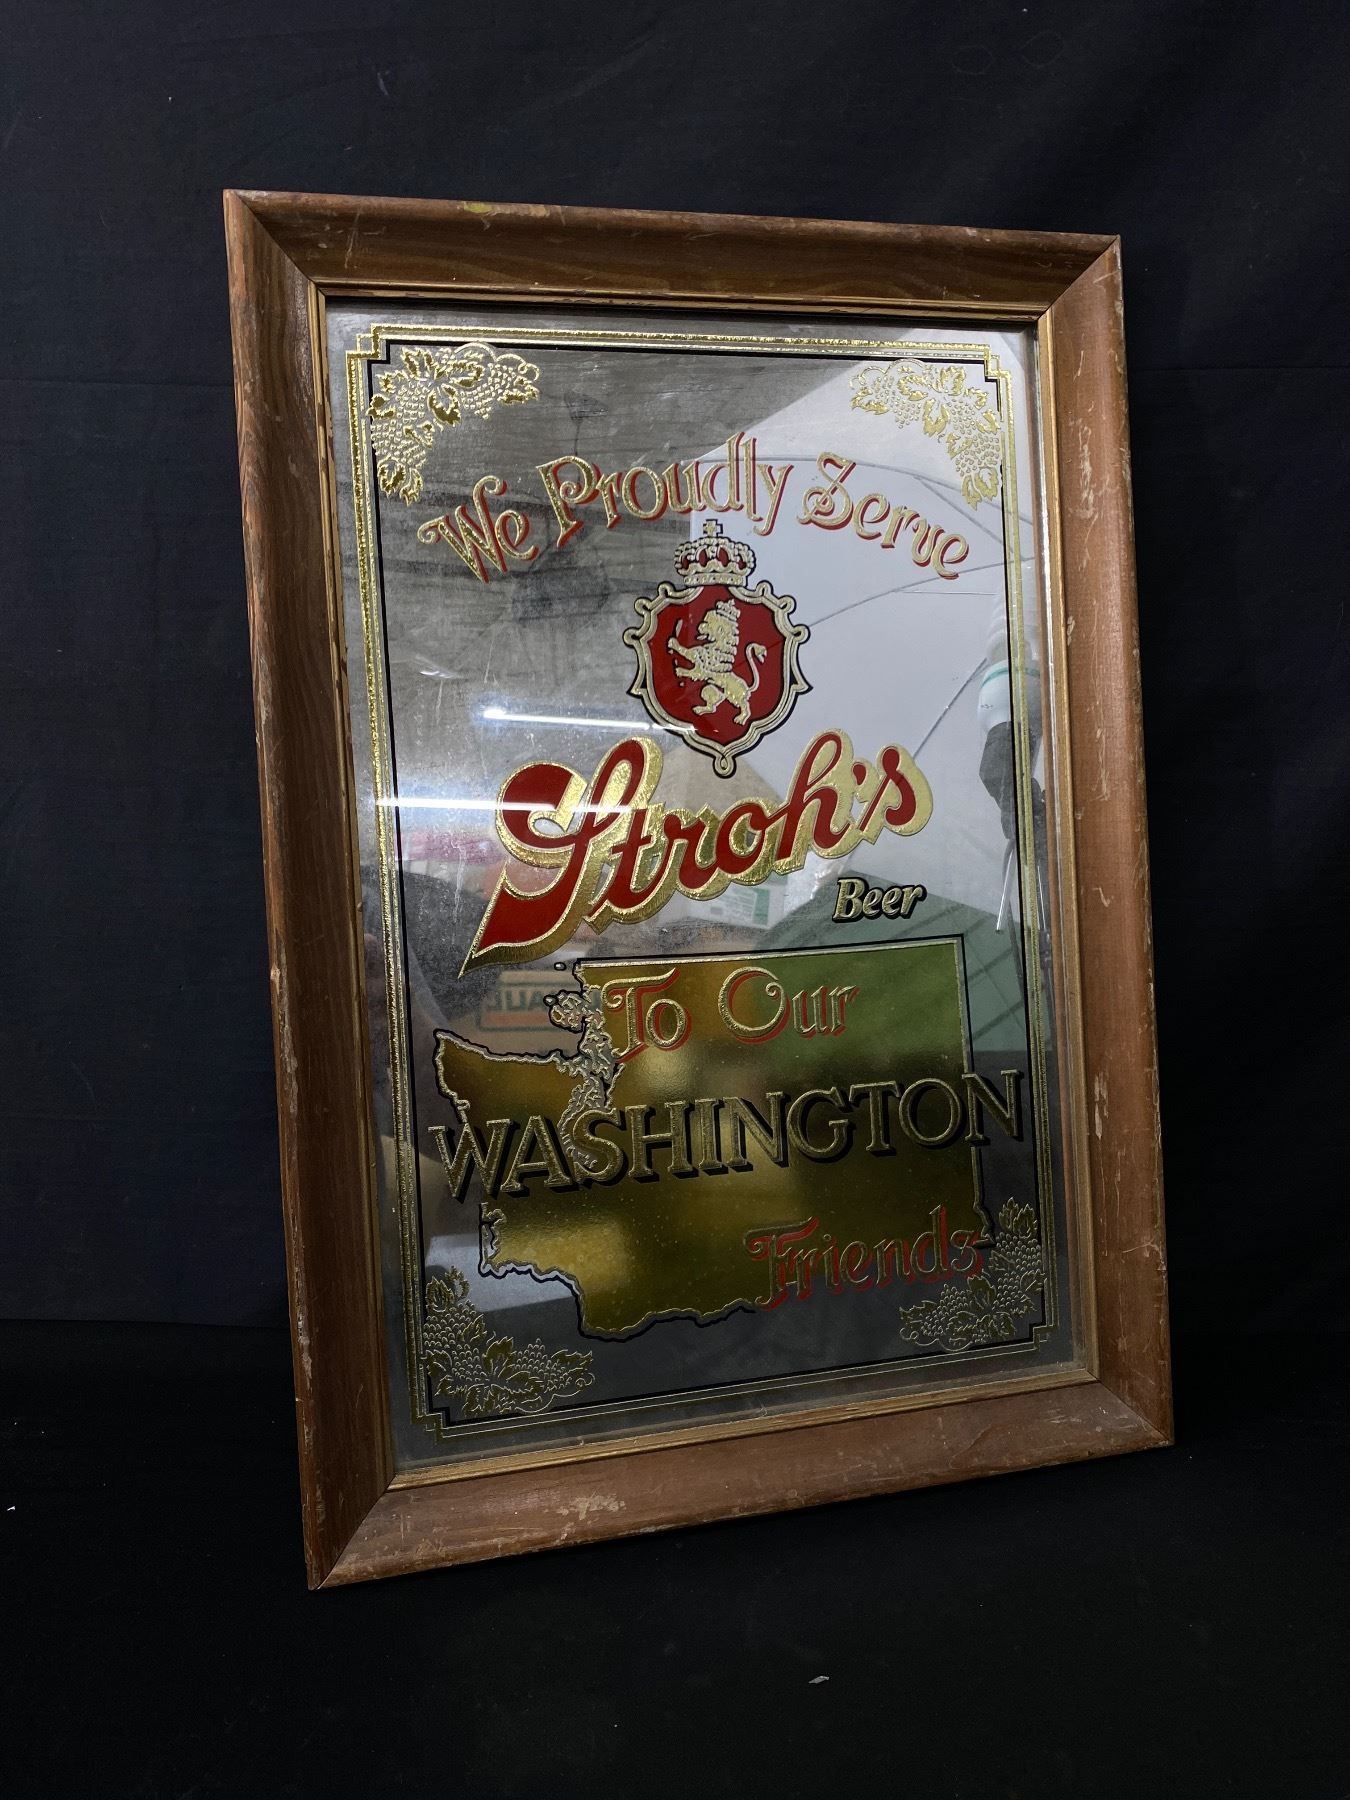 We Proudly Serve
Stroh's
Beer
To Our
WASHINGTON
Friends